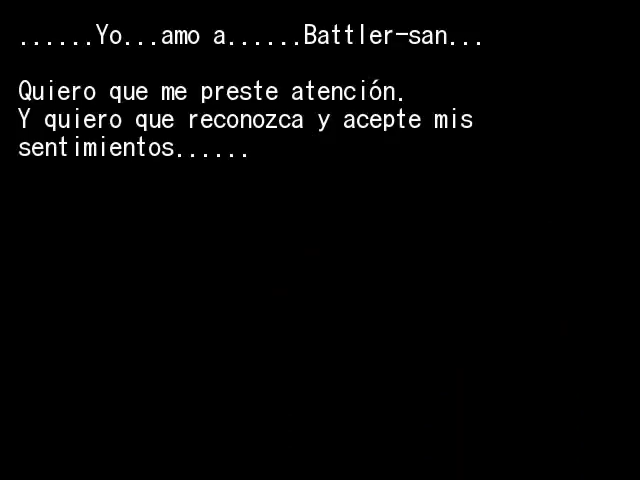 ......Yo...amo a......Battler-san...
Quiero que me preste atención.
Y quiero que reconozca y acepte mis
sentimientos......